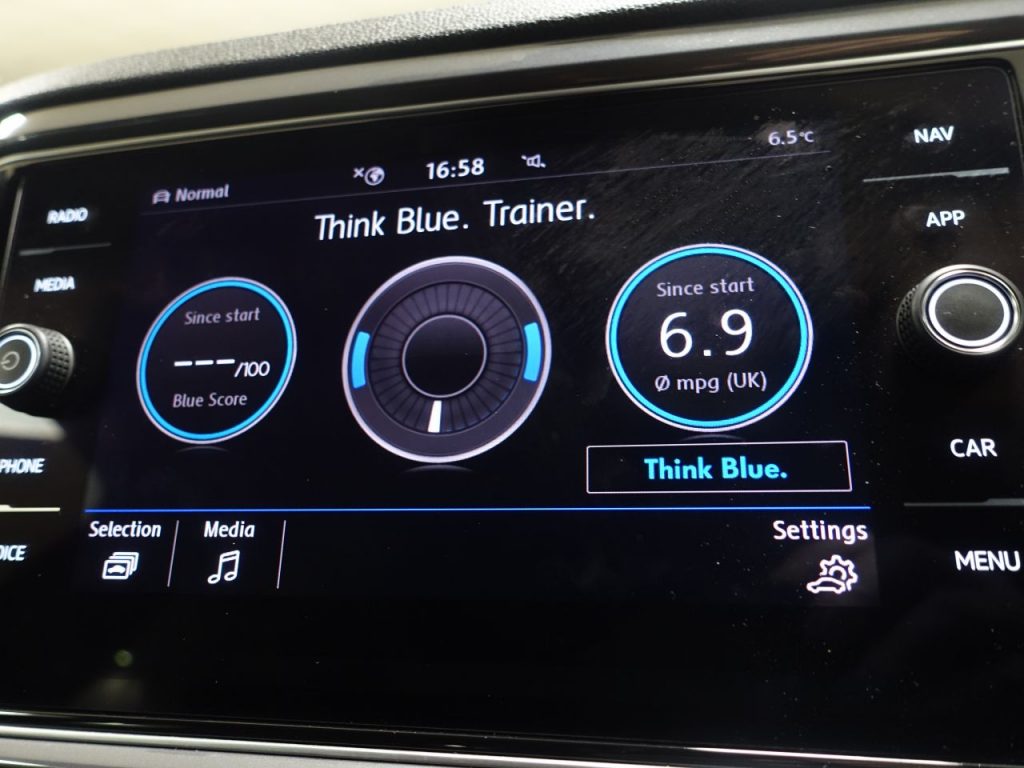 Normal
16:58
6.5°C
Think Blue. Trainer.
RADIO
MEDIA
PHONE
OICE
NAV
APP
CAR
MENU
Since start
---/100
Blue Score
Since start
6.9
Ø mpg (UK)
Think Blue.
Selection
Media
Settings